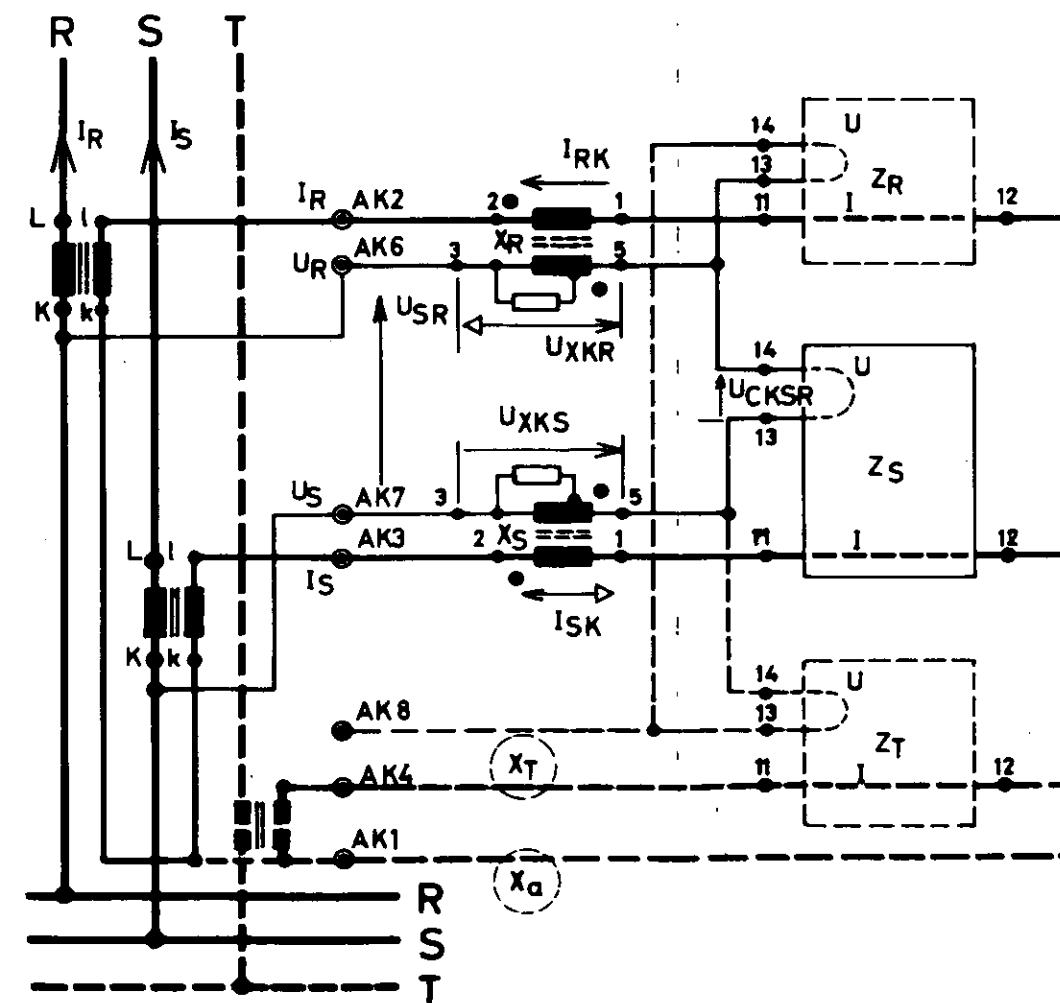 R S T
I_R I_S
14 U
I_RK
13
Z_R
I_R AK2 2 1 11 I 12
L l
X_R
U_R AK6 3 5
K k
U_SR
U_XKR
14 U
U_CKSR
U_XKS
13
Z_S
U_S AK7 3 5
X_S
L l
AK3 2 1 11 I 12
I_S
I_SK
K k
14 U
AK8 13
Z_T
X_T
AK4 11 I 12
AK1
X_a
R
S
T